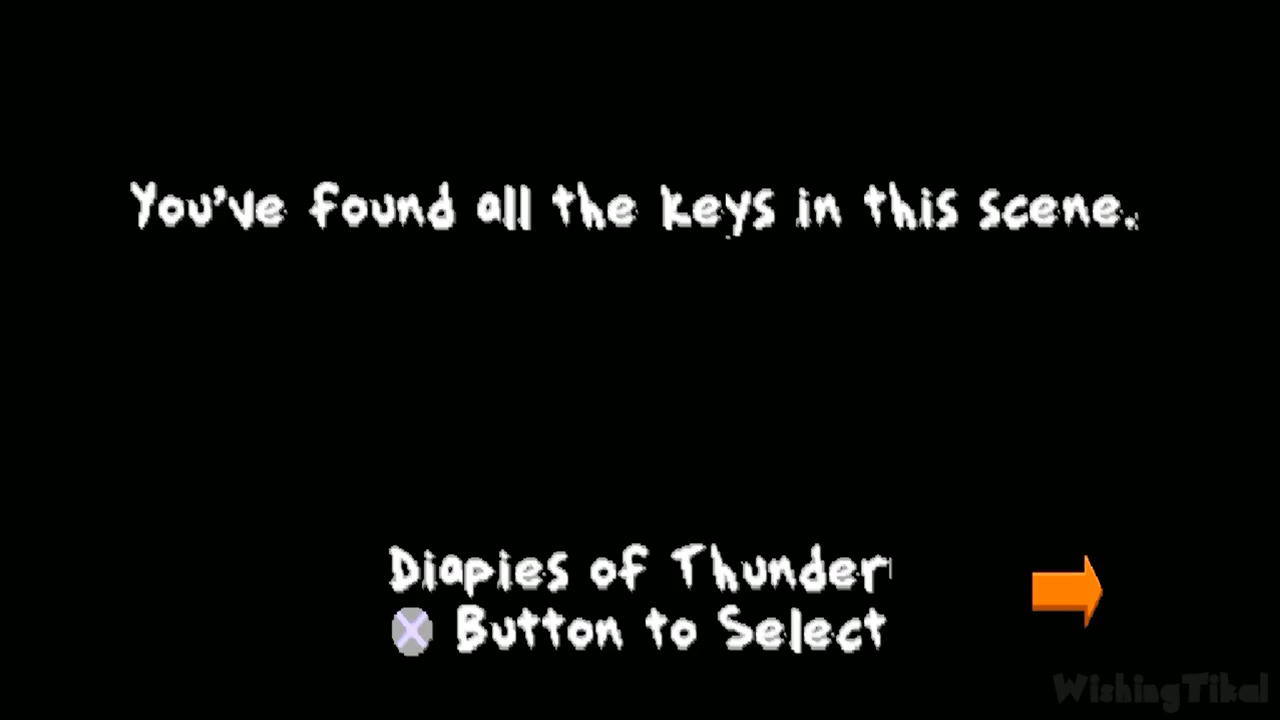 You've found all the keys in this scene.
Diapies of Thunder
X Button to Select
WishingTikal